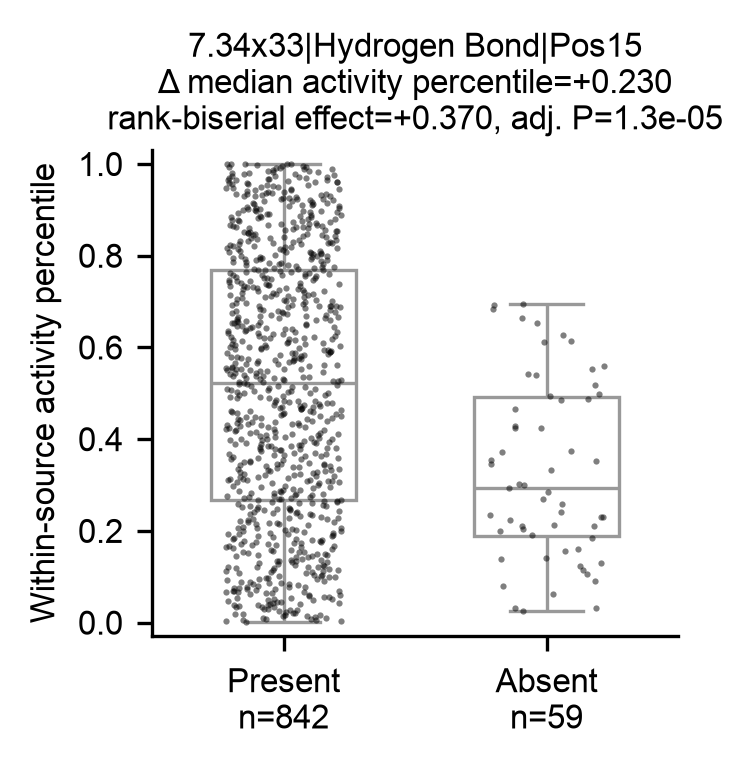 7.34x33|Hydrogen Bond|Pos15
Δ median activity percentile=+0.230
rank-biserial effect=+0.370, adj. P=1.3e-05
Within-source activity percentile
1.0
0.8
0.6
0.4
0.2
0.0
Present
n=842
Absent
n=59